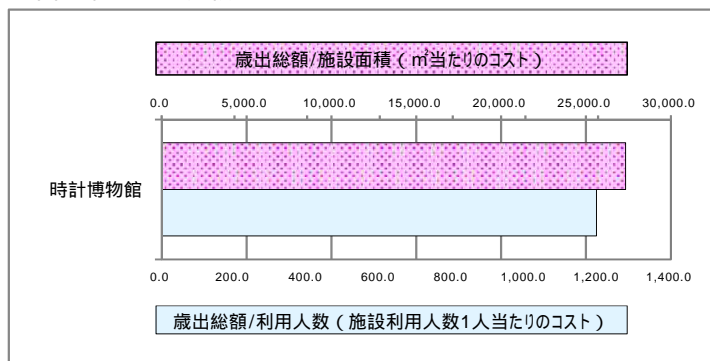 歳出総額/施設面積（㎡当たりのコスト）
0.0 5,000.0 10,000.0 15,000.0 20,000.0 25,000.0 30,000.0
時計博物館
0.0 200.0 400.0 600.0 800.0 1,000.0 1,200.0 1,400.0
歳出総額/利用人数（施設利用人数1人当たりのコスト）